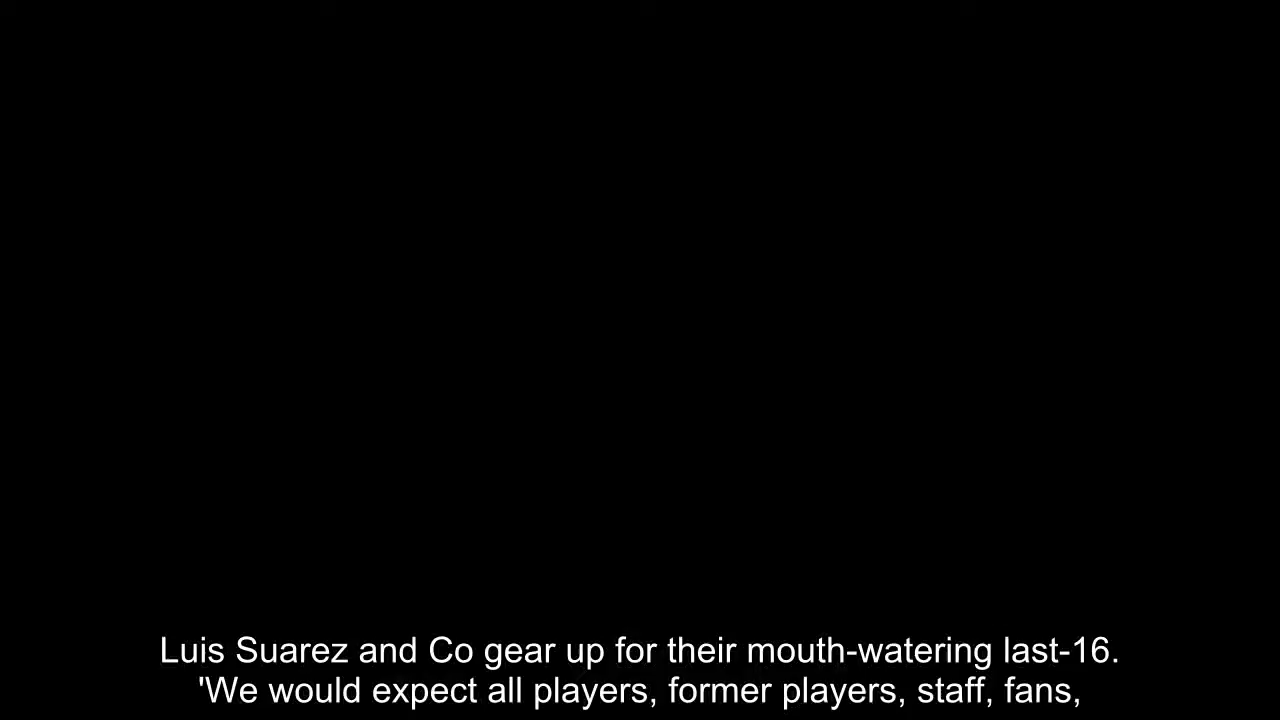 Luis Suarez and Co gear up for their mouth-watering last-16.
'We would expect all players, former players, staff, fans,